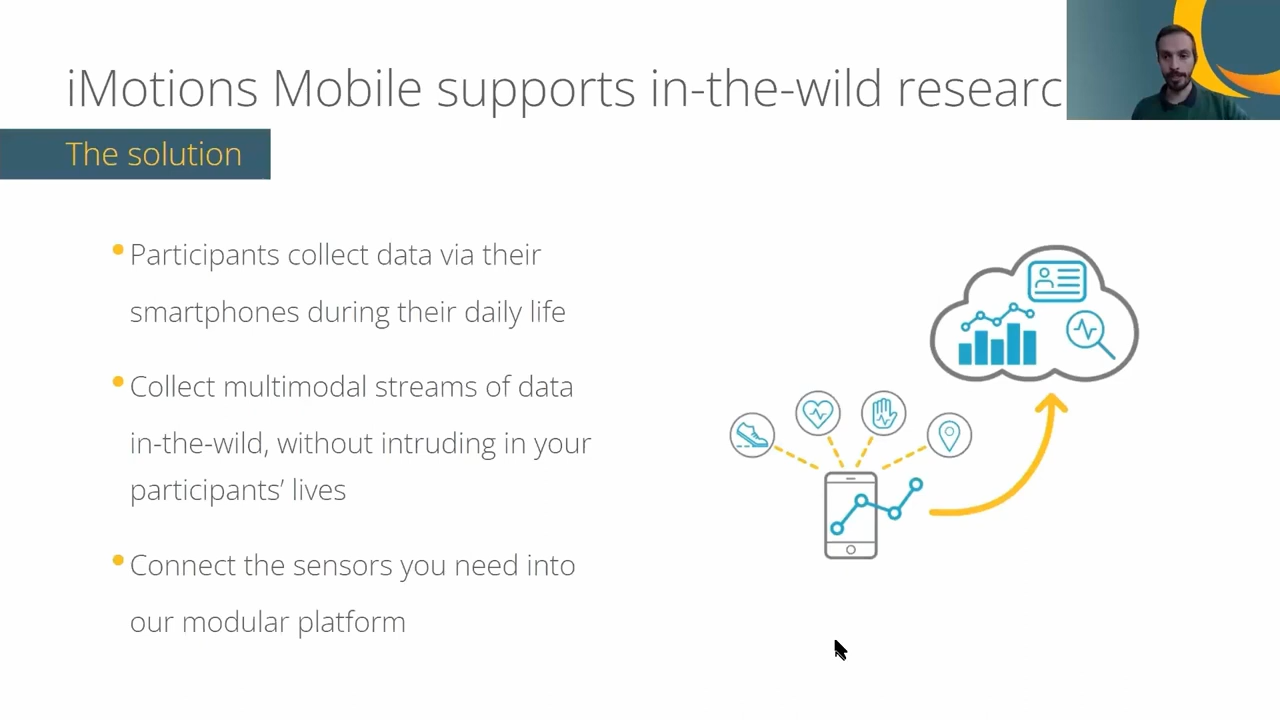 iMotions Mobile supports in-the-wild researc
The solution
Participants collect data via their
smartphones during their daily life
Collect multimodal streams of data
in-the-wild, without intruding in your
participants’ lives
Connect the sensors you need into
our modular platform